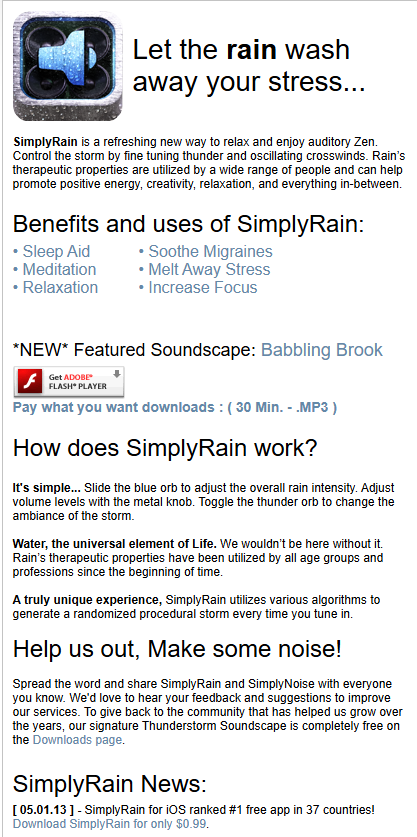 Let the rain wash
away your stress...
SimplyRain is a refreshing new way to relax and enjoy auditory Zen.
Control the storm by fine tuning thunder and oscillating crosswinds. Rain's
therapeutic properties are utilized by a wide range of people and can help
promote positive energy, creativity, relaxation, and everything in-between.
Benefits and uses of SimplyRain:
• Sleep Aid • Soothe Migraines
• Meditation • Melt Away Stress
• Relaxation • Increase Focus
*NEW* Featured Soundscape: Babbling Brook
Get ADOBE®
FLASH® PLAYER
Pay what you want downloads : ( 30 Min. - .MP3 )
How does SimplyRain work?
It's simple... Slide the blue orb to adjust the overall rain intensity. Adjust
volume levels with the metal knob. Toggle the thunder orb to change the
ambiance of the storm.
Water, the universal element of Life. We wouldn't be here without it.
Rain's therapeutic properties have been utilized by all age groups and
professions since the beginning of time.
A truly unique experience, SimplyRain utilizes various algorithms to
generate a randomized procedural storm every time you tune in.
Help us out, Make some noise!
Spread the word and share SimplyRain and SimplyNoise with everyone
you know. We'd love to hear your feedback and suggestions to improve
our services. To give back to the community that has helped us grow over
the years, our signature Thunderstorm Soundscape is completely free on
the Downloads page.
SimplyRain News:
[ 05.01.13 ] - SimplyRain for iOS ranked #1 free app in 37 countries!
Download SimplyRain for only $0.99.